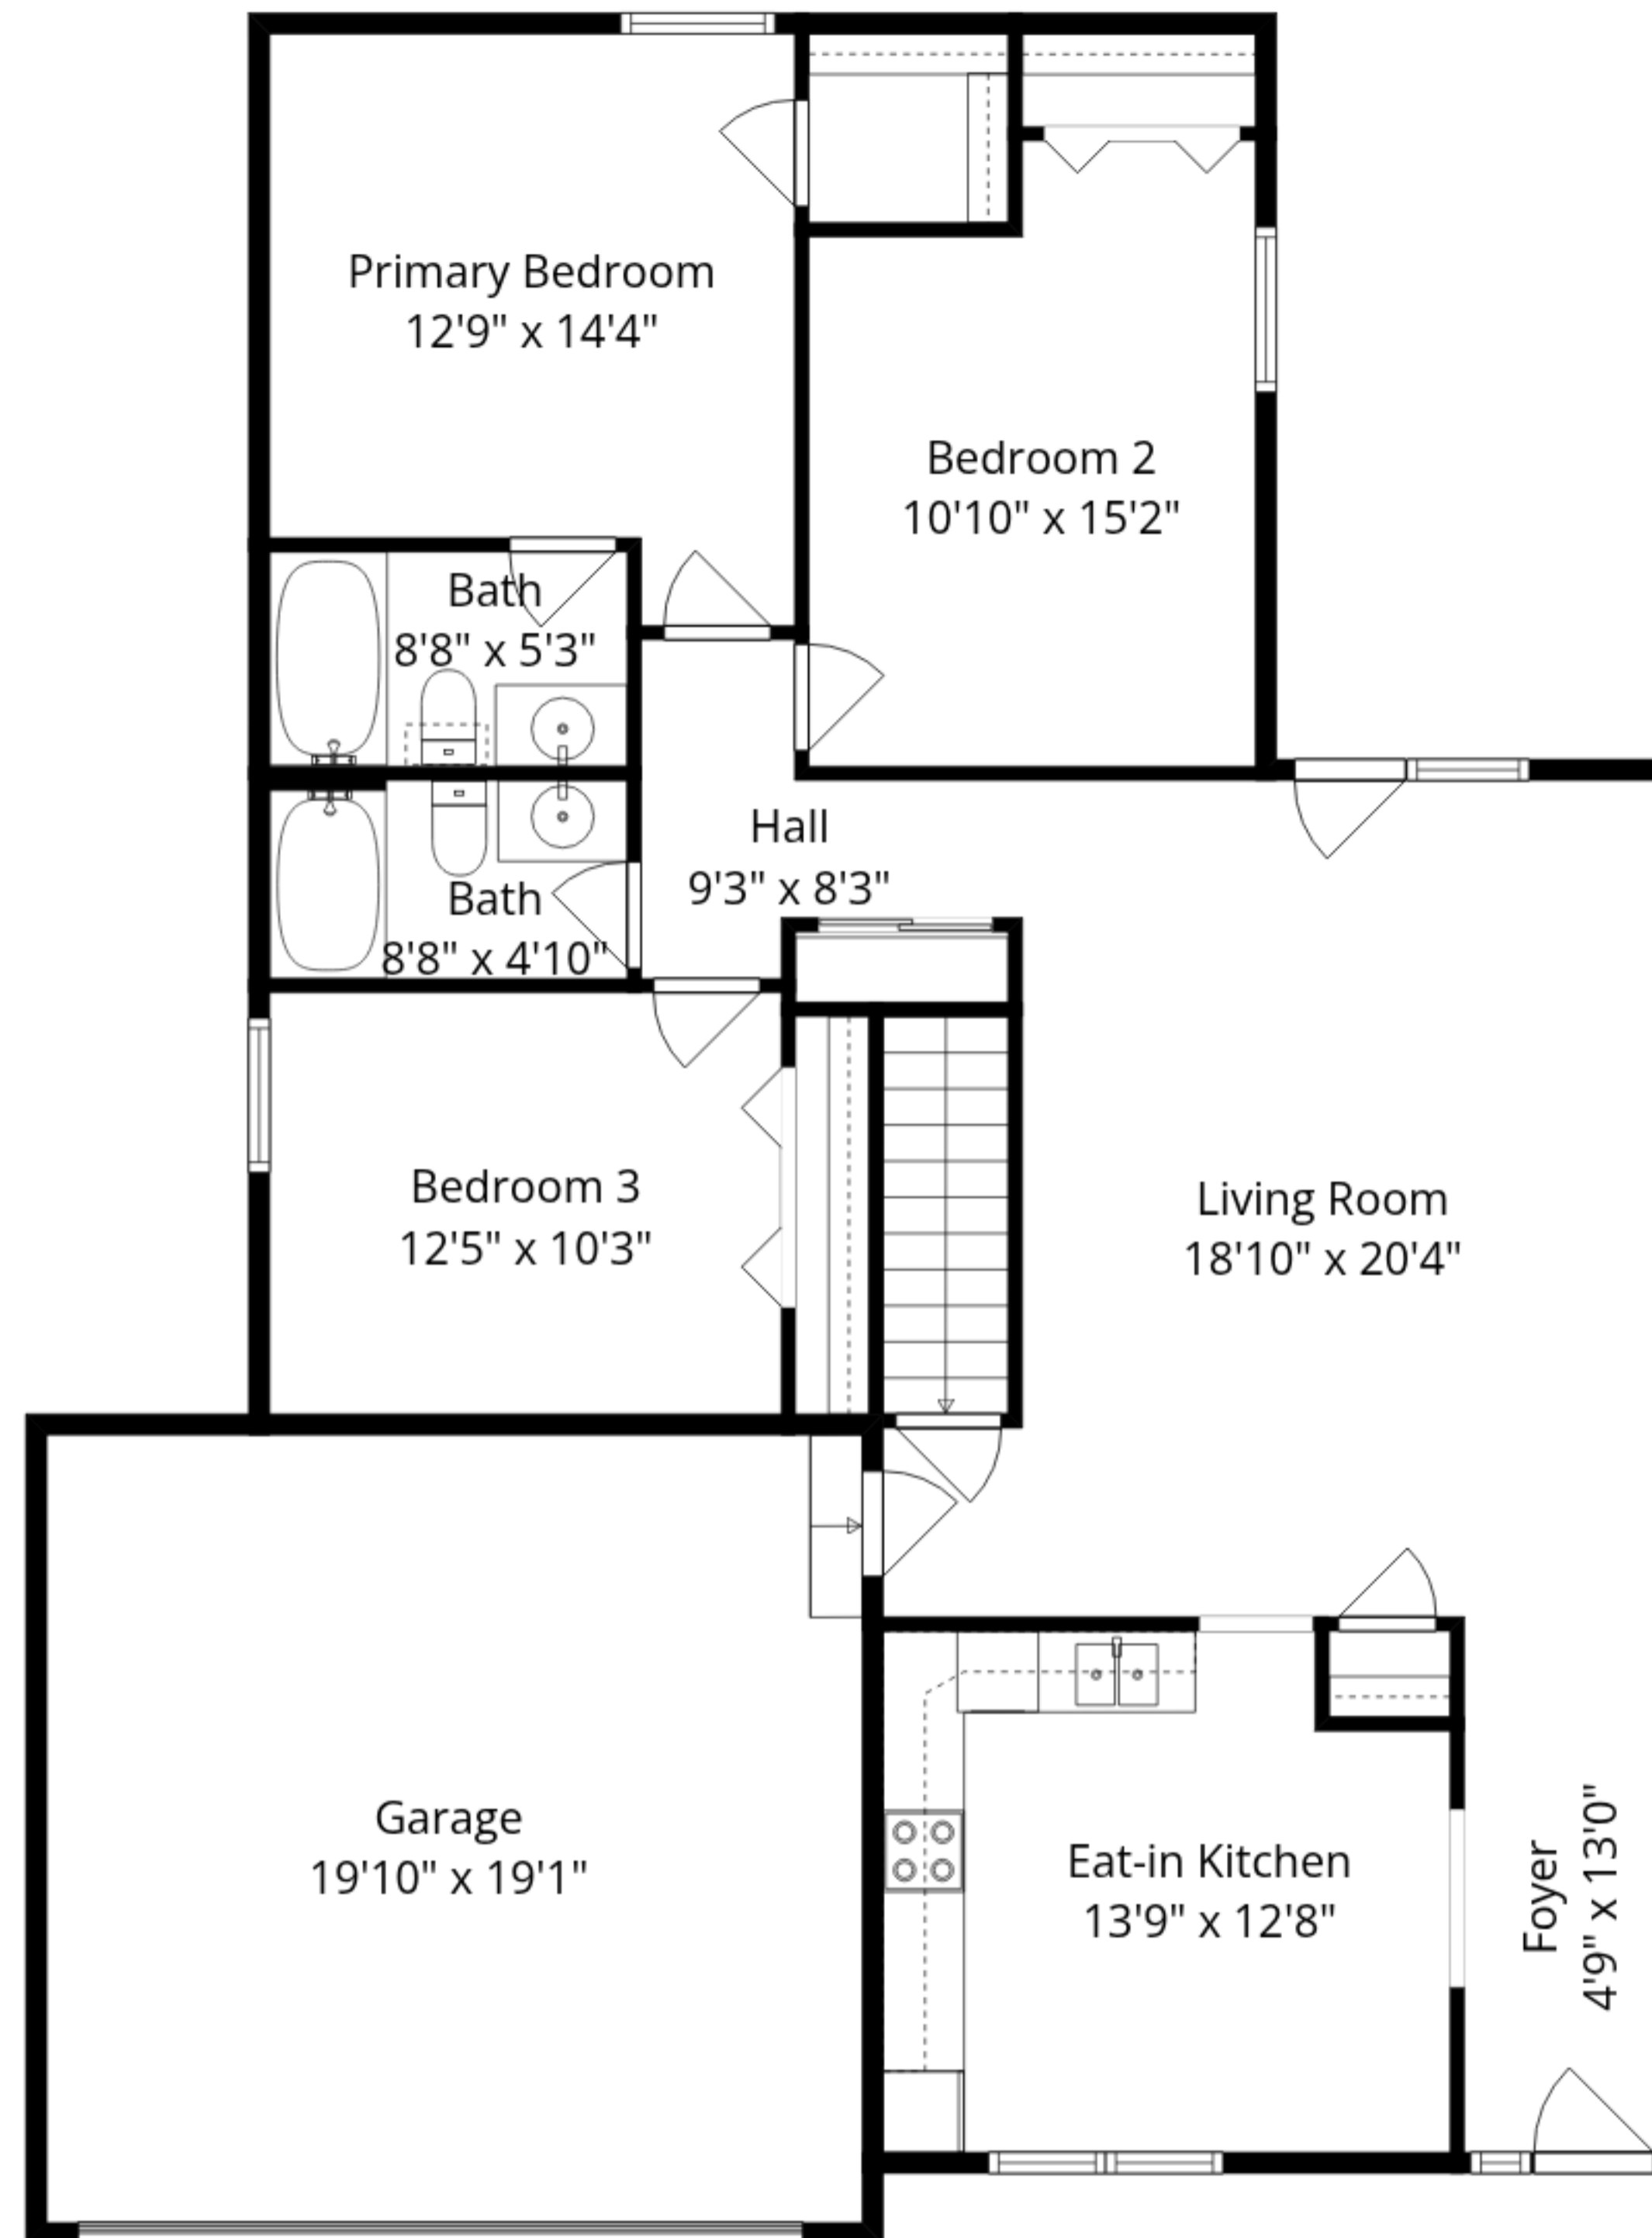 Primary Bedroom
12'9" x 14'4"
Bedroom 2
10'10" x 15'2"
Bath
8'8" x 5'3"
Hall
9'3" x 8'3"
Bath
8'8" x 4'10"
Bedroom 3
12'5" x 10'3"
Living Room
18'10" x 20'4"
Garage
19'10" x 19'1"
Eat-in Kitchen
13'9" x 12'8"
Foyer
4'9" x 13'0"